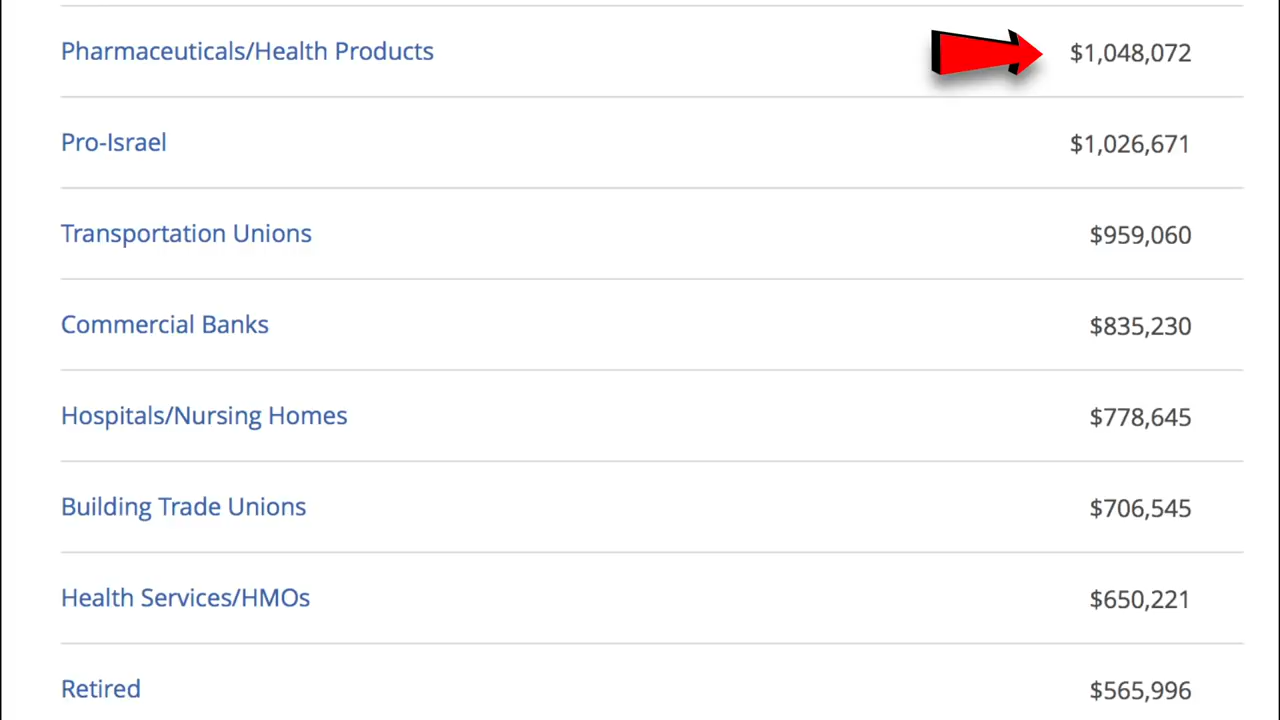 Pharmaceuticals/Health Products $1,048,072
Pro-Israel $1,026,671
Transportation Unions $959,060
Commercial Banks $835,230
Hospitals/Nursing Homes $778,645
Building Trade Unions $706,545
Health Services/HMOs $650,221
Retired $565,996